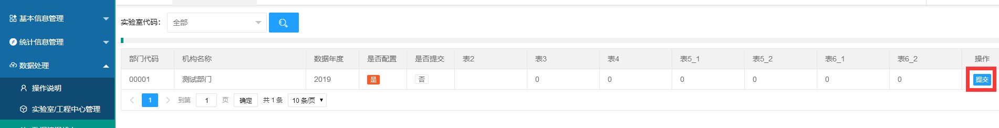 基本信息管理
统计信息管理
数据处理
操作说明
实验室/工程中心管理
实验室代码： 全部
部门代码 机构名称 数据年度 是否配置 是否提交 表2 表3 表4 表5_1 表5_2 表6_1 表6_2 操作
00001 测试部门 2019 是 否 0 0 0 0 0 0 提交
1 到第 1 页 确定 共 1 条 10 条/页